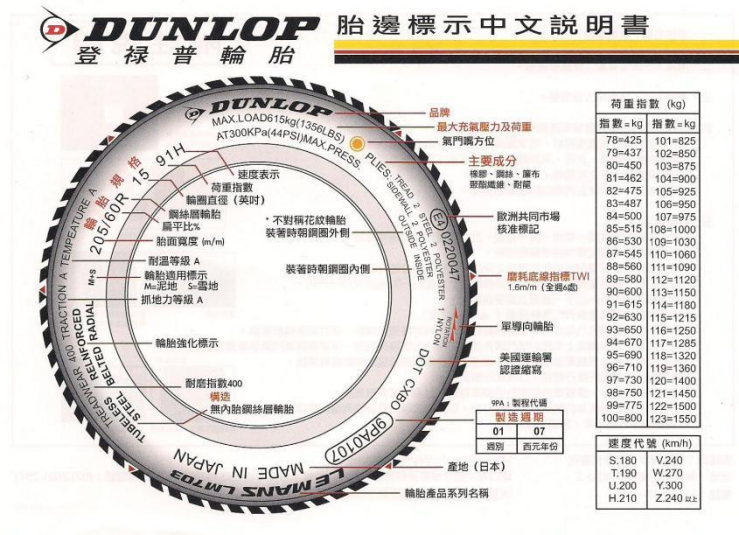 DUNLOP 胎邊標示中文説明書
登禄普輪胎
DUNLOP
MAX.LOAD615kg(1356LBS)
AT300KPa(44PSI)MAX.PRESS.
品牌
最大充氣壓力及荷重
氣門嘴方位
主要成分
橡膠、鋼絲、簾布
聚酯纖維、耐龍
PLIES: TREAD 2 STEEL 2 POLYESTER 1 NYLON
SIDEWALL 2 POLYESTER
OUTSIDE INSIDE
E4 0220047
歐洲共同市場
核准標記
磨耗底線指標TWI
1.6m/m (全週6處)
ROTATION
單導向輪胎
DOT CXBO 9PA0107
美國運輸署
認證縮寫
輪胎規格
205/60R 15 91H
速度表示
荷重指數
輪圈直徑 (英吋)
鋼絲層輪胎
扁平比%
胎面寬度 (m/m)
* 不對稱花紋輪胎
裝著時朝鋼圈外側
裝著時朝鋼圈內側
TREADWEAR 400 TRACTION A TEMPCATURE A
耐溫等級 A
M+S
輪胎適用標示
M=泥地 S=雪地
抓地力等級 A
REINFORCED
輪胎強化標示
耐磨指數400
構造
無內胎鋼絲層輪胎
TUBELESS
STEEL BELTED RADIAL
MADE IN JAPAN
產地 (日本)
LE MANS LM703
輪胎產品系列名稱
9PA：製程代碼
製造週期
01 07
週別 西元年份
荷重指數 (kg)
指數=kg 指數=kg
78=425 101=825
79=437 102=850
80=450 103=875
81=462 104=900
82=475 105=925
83=487 106=950
84=500 107=975
85=515 108=1000
86=530 109=1030
87=545 110=1060
88=560 111=1090
89=580 112=1120
90=600 113=1150
91=615 114=1180
92=630 115=1215
93=650 116=1250
94=670 117=1285
95=690 118=1320
96=710 119=1360
97=730 120=1400
98=750 121=1450
99=775 122=1500
100=800 123=1550
速度代號 (km/h)
S.180 V.240
T.190 W.270
U.200 Y.300
H.210 Z.240 以上